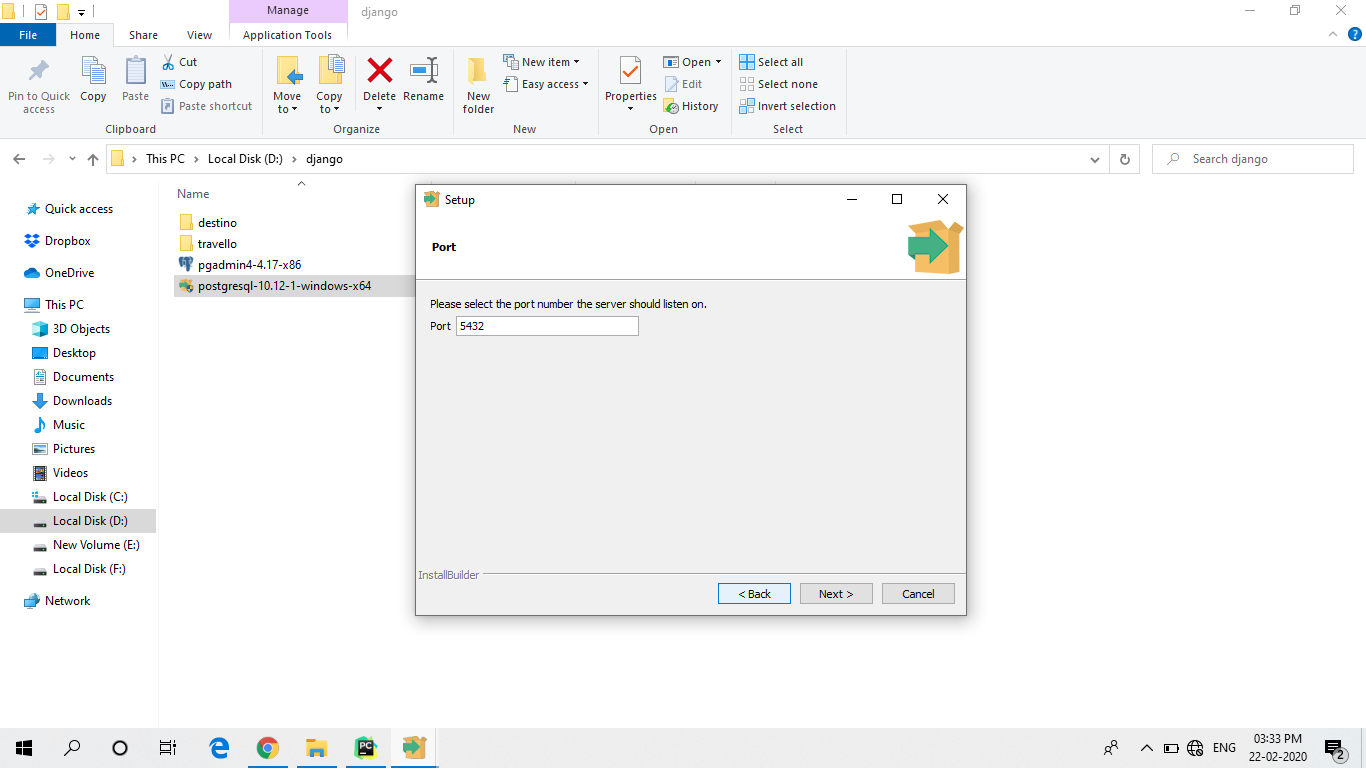 Manage
django
File
Home
Share
View
Application Tools
Pin to Quick access
Copy
Paste
Cut
Copy path
Paste shortcut
Clipboard
Move to
Copy to
Delete
Rename
Organize
New folder
New item
Easy access
New
Properties
Open
Edit
History
Open
Select all
Select none
Invert selection
Select
This PC > Local Disk (D:) > django
Search django
Quick access
Dropbox
OneDrive
This PC
3D Objects
Desktop
Documents
Downloads
Music
Pictures
Videos
Local Disk (C:)
Local Disk (D:)
New Volume (E:)
Local Disk (F:)
Network
Name
destino
travello
pgadmin4-4.17-x86
postgresql-10.12-1-windows-x64
Setup
Port
Please select the port number the server should listen on.
Port 5432
InstallBuilder
< Back
Next >
Cancel
PC
ENG
03:33 PM
22-02-2020
2